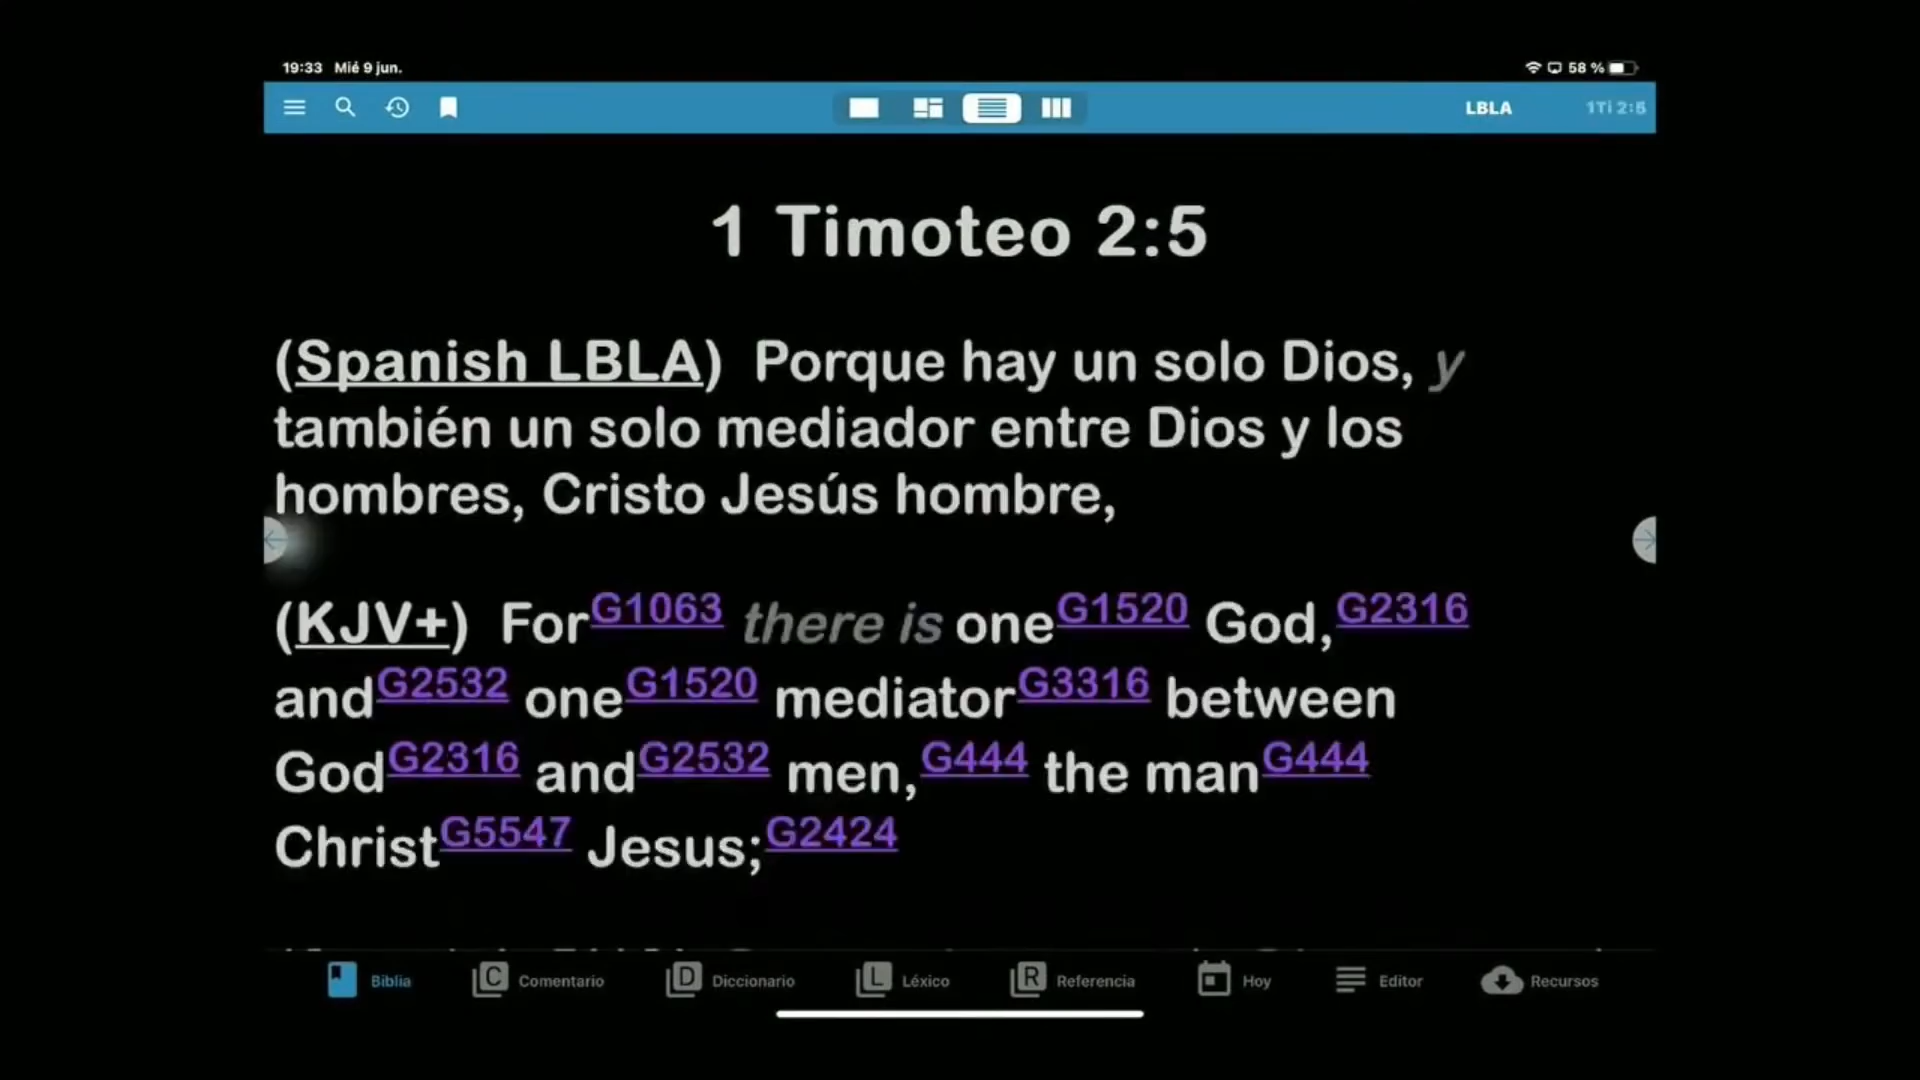 19:33 Mié 9 jun.
58 %
LBLA 1Ti 2:5
1 Timoteo 2:5
(Spanish LBLA) Porque hay un solo Dios, y
también un solo mediador entre Dios y los
hombres, Cristo Jesús hombre,
(KJV+) ForG1063 there is oneG1520 God,G2316
andG2532 oneG1520 mediatorG3316 between
GodG2316 andG2532 men,G444 the manG444
ChristG5547 Jesus;G2424
Biblia C Comentario D Diccionario L Léxico R Referencia Hoy Editor Recursos